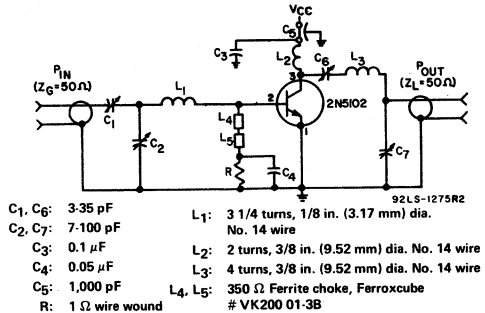 VCC
C5
C3
L2
C6
L3
3
PIN
(ZG=50Ω)
POUT
(ZL=50Ω)
L1
2
2N5102
C1
L4
L5
1
C2
R
C4
C7
92LS-1275R2
C1, C6: 3-35 pF
C2, C7: 7-100 pF
C3: 0.1 μF
C4: 0.05 μF
C5: 1,000 pF
R: 1 Ω wire wound
L1: 3 1/4 turns, 1/8 in. (3.17 mm) dia.
No. 14 wire
L2: 2 turns, 3/8 in. (9.52 mm) dia. No. 14 wire
L3: 4 turns, 3/8 in. (9.52 mm) dia. No. 14 wire
L4, L5: 350 Ω Ferrite choke, Ferroxcube
# VK200 01-3B